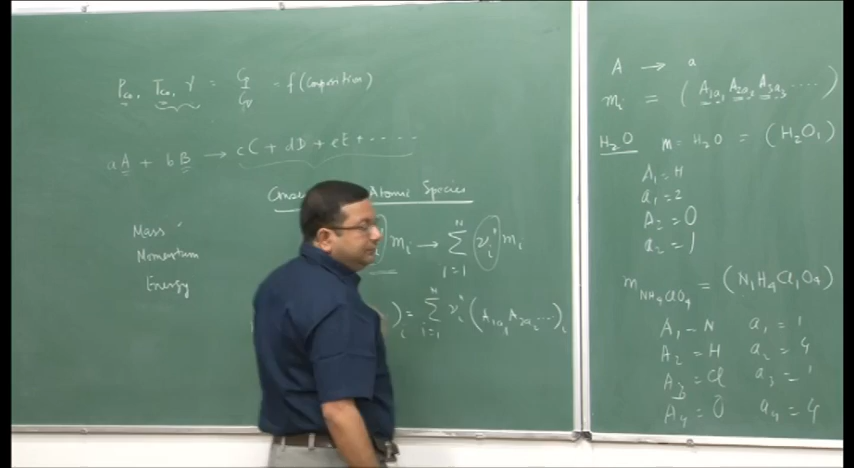 P_co, T_co, γ = C_p/C_v = f(composition)
aA + bB → cC + dD + eE + ....
Atomic Species
Mass
Momentum
Energy
m_i → Σ_{i=1}^{N} ν_i'' m_i
)_i = Σ_{i=1}^{N} ν_i'' (A_{1a_1} A_{2a_2} ...)_i
A → a
m_i = (A_{1a_1}, A_{2a_2}, A_{3a_3} ....)
H₂O m = H₂O = (H₂O₁)
A₁ = H
a₁ = 2
A₂ = O
a₂ = 1
m_{NH₄ClO₄} = (N₁H₄Cl₁O₄)
A₁ – N a₁ = 1
A₂ = H a₂ = 4
A₃ = Cl a₃ = 1
A₄ = O a₄ = 4